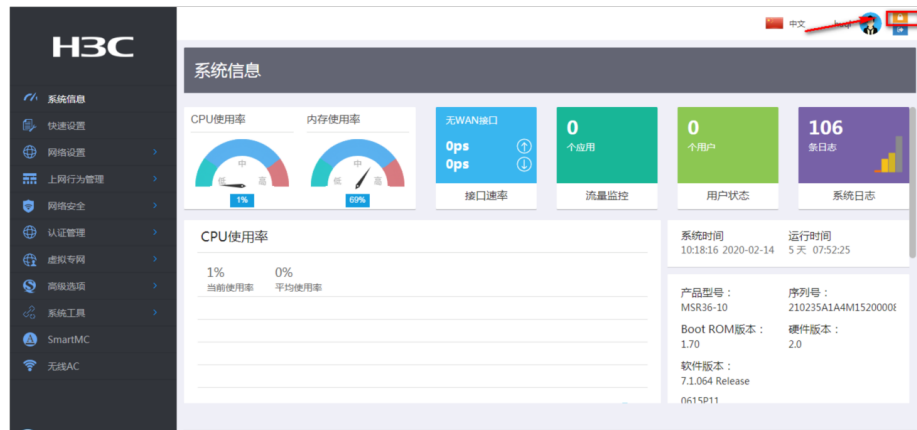 H3C
中文
huql
系统信息
系统信息
快速设置
网络设置
上网行为管理
网络安全
认证管理
虚拟专网
高级选项
系统工具
SmartMC
无线AC
CPU使用率
中
低
高
1%
内存使用率
中
低
高
69%
无WAN接口
0ps
0ps
接口速率
0
个应用
流量监控
0
个用户
用户状态
106
条日志
系统日志
CPU使用率
1%
0%
当前使用率
平均使用率
系统时间
运行时间
10:18:16 2020-02-14
5 天 07:52:25
产品型号：
序列号：
MSR36-10
210235A1A4M15200008
Boot ROM版本：
硬件版本：
1.70
2.0
软件版本：
7.1.064 Release
0615P11